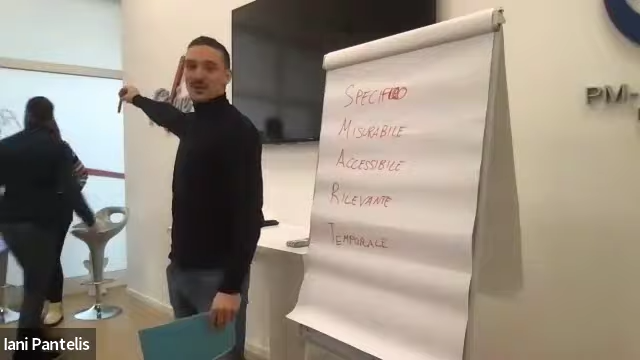 SPECIFICO
MISURABILE
ACCESSIBILE
RILEVANTE
TEMPORALE
PM-
Iani Pantelis